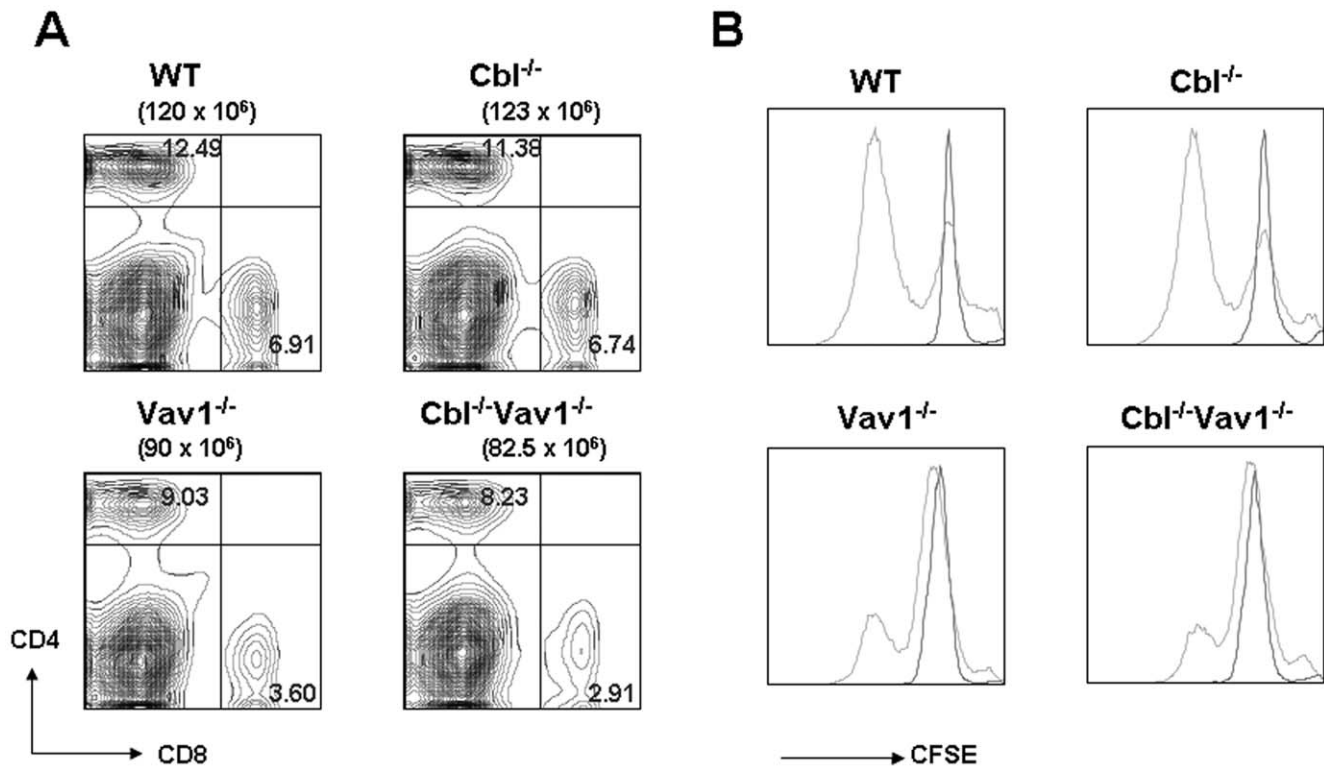 A
B
WT
Cbl-/-
(120 x 10⁶)
(123 x 10⁶)
12.49
11.38
6.91
6.74
Vav1-/-
Cbl-/-Vav1-/-
(90 x 10⁶)
(82.5 x 10⁶)
9.03
8.23
3.60
2.91
CD4
CD8
WT
Cbl-/-
Vav1-/-
Cbl-/-Vav1-/-
CFSE